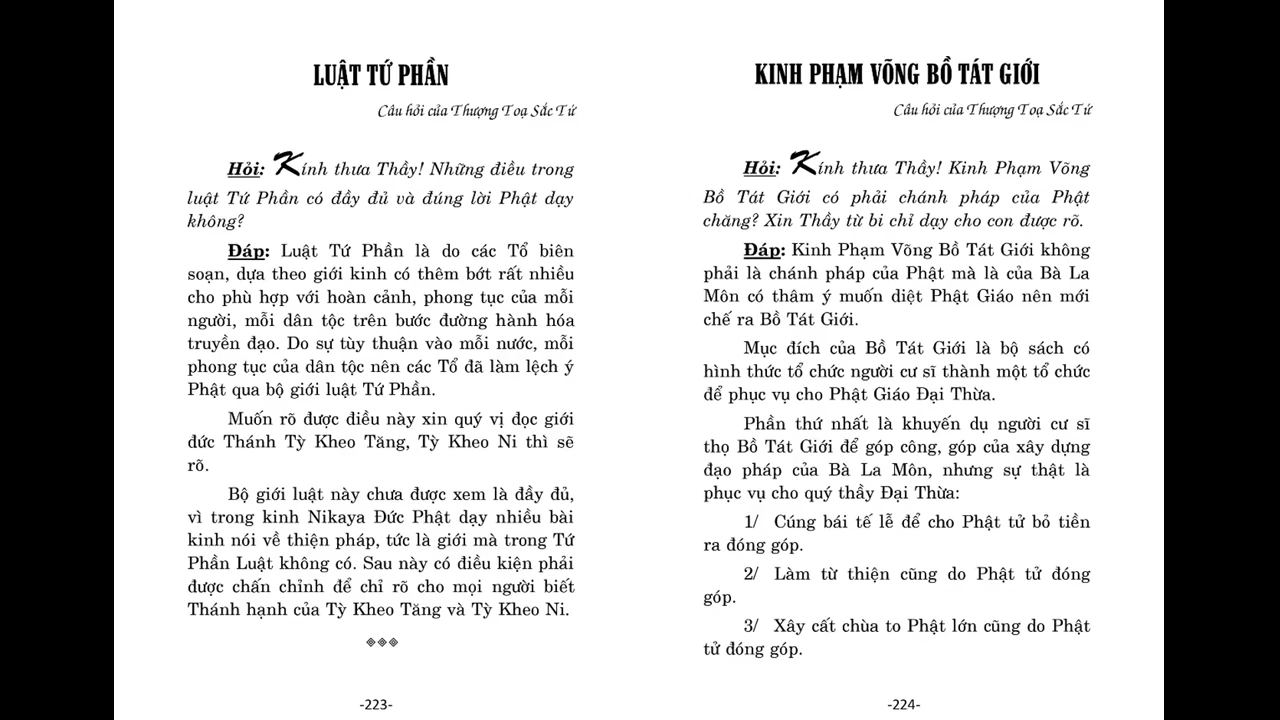 LUẬT TỨ PHẦN
Câu hỏi của Thượng Toạ Sắc Tứ
Hỏi: Kính thưa Thầy! Những điều trong
luật Tứ Phần có đầy đủ và đúng lời Phật dạy
không?
Đáp: Luật Tứ Phần là do các Tổ biên
soạn, dựa theo giới kinh có thêm bớt rất nhiều
cho phù hợp với hoàn cảnh, phong tục của mỗi
người, mỗi dân tộc trên bước đường hành hóa
truyền đạo. Do sự tùy thuận vào mỗi nước, mỗi
phong tục của dân tộc nên các Tổ đã làm lệch ý
Phật qua bộ giới luật Tứ Phần.
Muốn rõ được điều này xin quý vị đọc giới
đức Thánh Tỳ Kheo Tăng, Tỳ Kheo Ni thì sẽ
rõ.
Bộ giới luật này chưa được xem là đầy đủ,
vì trong kinh Nikaya Đức Phật dạy nhiều bài
kinh nói về thiện pháp, tức là giới mà trong Tứ
Phần Luật không có. Sau này có điều kiện phải
được chấn chỉnh để chỉ rõ cho mọi người biết
Thánh hạnh của Tỳ Kheo Tăng và Tỳ Kheo Ni.
-223-
KINH PHẠM VÕNG BỒ TÁT GIỚI
Câu hỏi của Thượng Toạ Sắc Tứ
Hỏi: Kính thưa Thầy! Kinh Phạm Võng
Bồ Tát Giới có phải chánh pháp của Phật
chăng? Xin Thầy từ bi chỉ dạy cho con được rõ.
Đáp: Kinh Phạm Võng Bồ Tát Giới không
phải là chánh pháp của Phật mà là của Bà La
Môn có thâm ý muốn diệt Phật Giáo nên mới
chế ra Bồ Tát Giới.
Mục đích của Bồ Tát Giới là bộ sách có
hình thức tổ chức người cư sĩ thành một tổ chức
để phục vụ cho Phật Giáo Đại Thừa.
Phần thứ nhất là khuyến dụ người cư sĩ
thọ Bồ Tát Giới để góp công, góp của xây dựng
đạo pháp của Bà La Môn, nhưng sự thật là
phục vụ cho quý thầy Đại Thừa:
1/ Cúng bái tế lễ để cho Phật tử bỏ tiền
ra đóng góp.
2/ Làm từ thiện cũng do Phật tử đóng
góp.
3/ Xây cất chùa to Phật lớn cũng do Phật
tử đóng góp.
-224-